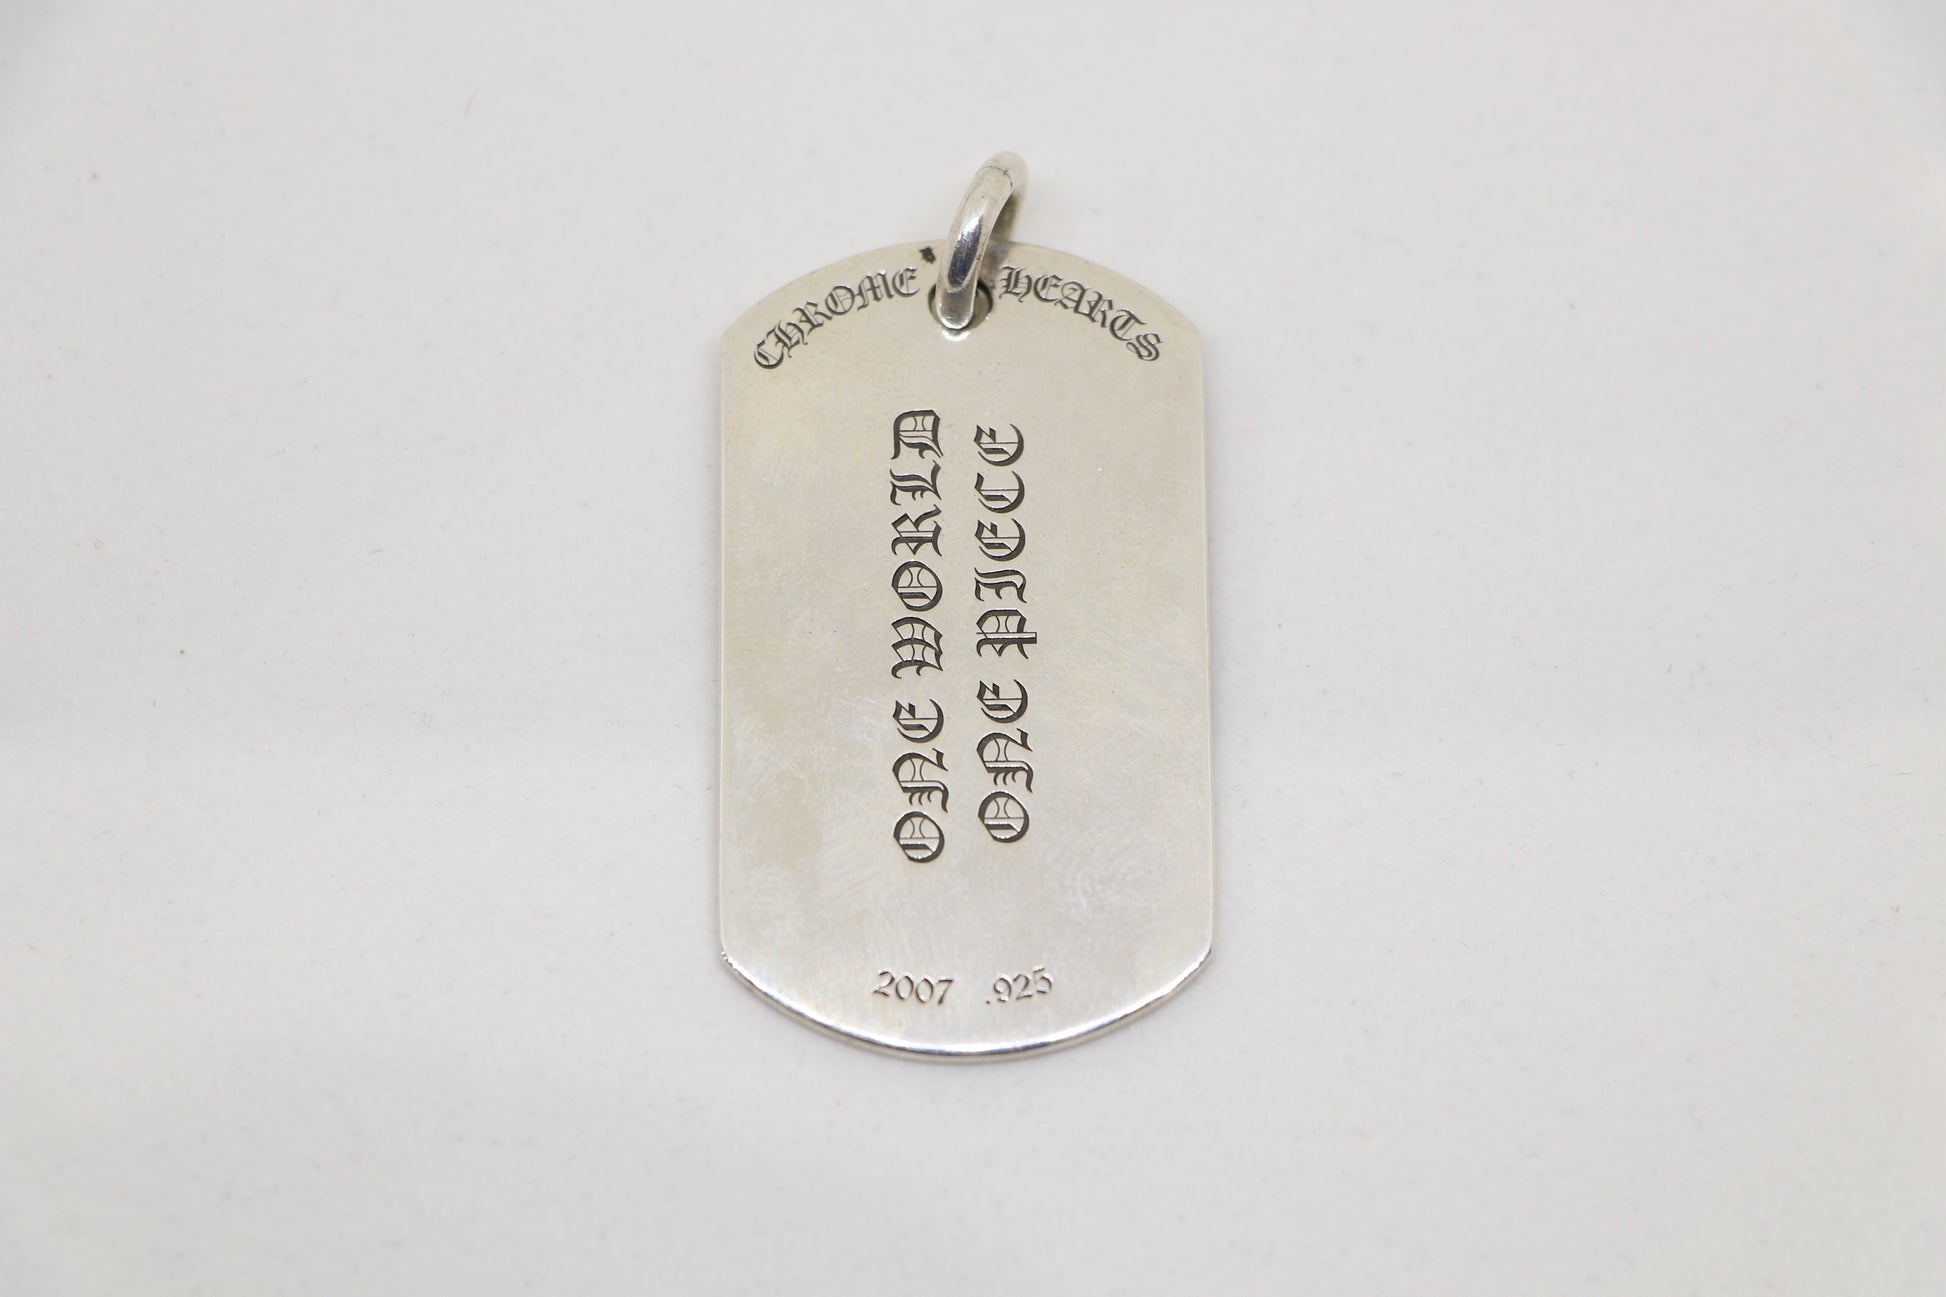 CHROME HEARTS
ONE WORLD
ONE PIECE
2007 .925